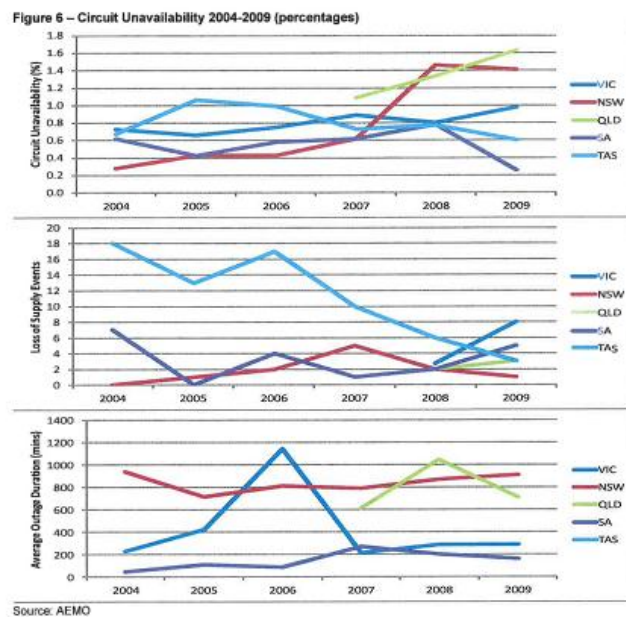 Figure 6 – Circuit Unavailability 2004-2009 (percentages)
Circuit Unavailability (%)
1.8
1.6
1.4
1.2
1.0
0.8
0.6
0.4
0.2
0.0
2004 2005 2006 2007 2008 2009
VIC
NSW
QLD
SA
TAS
Loss of Supply Events
20
18
16
14
12
10
8
6
4
2
0
2004 2005 2006 2007 2008 2009
VIC
NSW
QLD
SA
TAS
Average Outage Duration (mins)
1400
1200
1000
800
600
400
200
0
2004 2005 2006 2007 2008 2009
VIC
NSW
QLD
SA
TAS
Source: AEMO